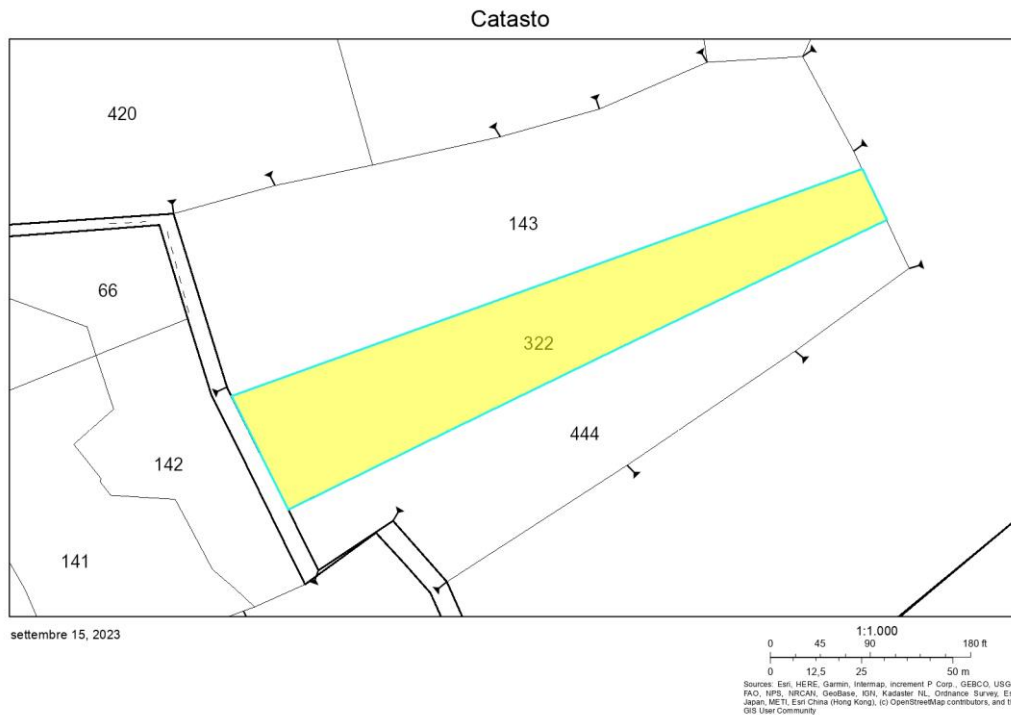 Catasto
420
143
66
322
444
142
141
settembre 15, 2023
1:1.000
0 45 90 180 ft
0 12,5 25 50 m
Sources: Esri, HERE, Garmin, Intermap, increment P Corp., GEBCO, USG
FAO, NPS, NRCAN, GeoBase, IGN, Kadaster NL, Ordnance Survey, Es
Japan, METI, Esri China (Hong Kong), (c) OpenStreetMap contributors, and th
GIS User Community